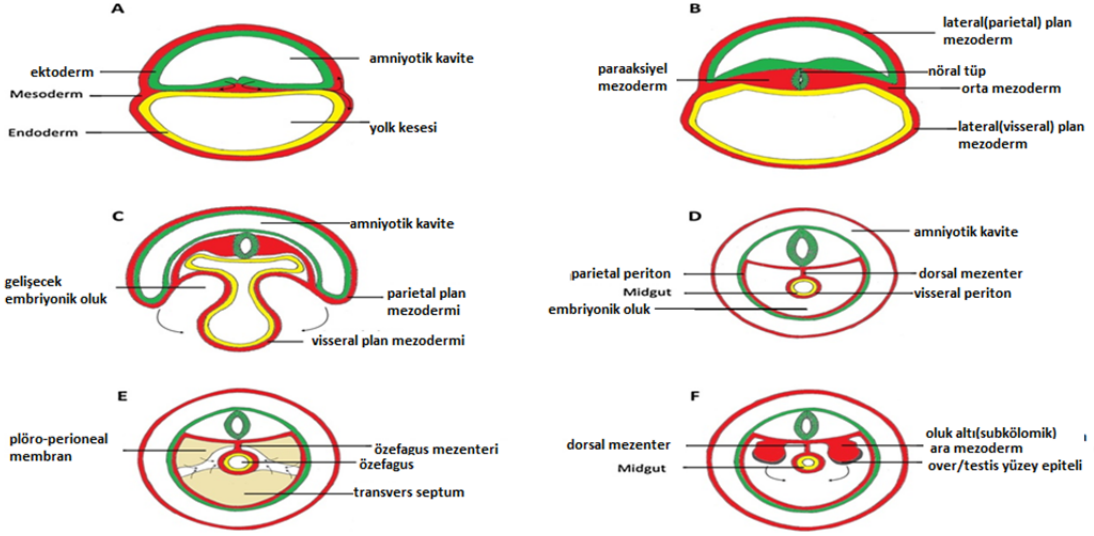 A
ektoderm
Mesoderm
Endoderm
amniyotik kavite
yolk kesesi
B
paraaksiyel
mezoderm
lateral(parietal) plan
mezoderm
nöral tüp
orta mezoderm
lateral(visseral) plan
mezoderm
C
gelişecek
embriyonik oluk
amniyotik kavite
parietal plan
mezodermi
visseral plan mezodermi
D
parietal periton
Midgut
embriyonik oluk
amniyotik kavite
dorsal mezenter
visseral periton
E
plöro-perioneal
membran
özefagus mezenteri
özefagus
transvers septum
F
dorsal mezenter
Midgut
oluk altı(subkölomik)
ara mezoderm
over/testis yüzey epiteli